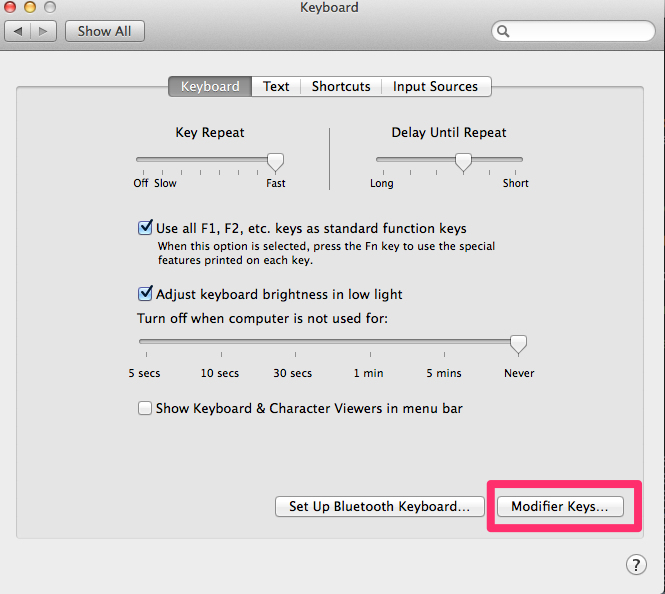 Keyboard
Show All
Keyboard Text Shortcuts Input Sources
Key Repeat Delay Until Repeat
Off Slow Fast Long Short
Use all F1, F2, etc. keys as standard function keys
When this option is selected, press the Fn key to use the special
features printed on each key.
Adjust keyboard brightness in low light
Turn off when computer is not used for:
5 secs 10 secs 30 secs 1 min 5 mins Never
Show Keyboard & Character Viewers in menu bar
Set Up Bluetooth Keyboard... Modifier Keys...
?